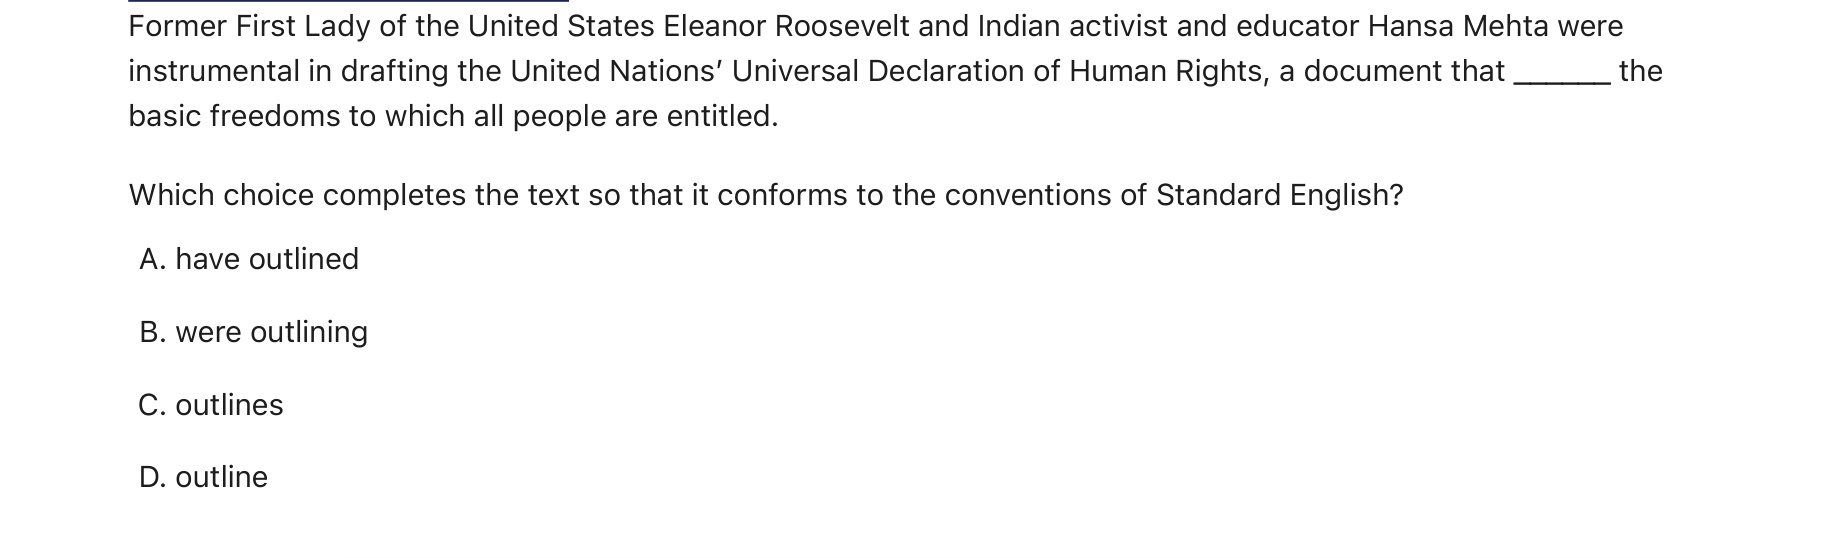 Former First Lady of the United States Eleanor Roosevelt and Indian activist and educator Hansa Mehta were
instrumental in drafting the United Nations’ Universal Declaration of Human Rights, a document that ______ the
basic freedoms to which all people are entitled.
Which choice completes the text so that it conforms to the conventions of Standard English?
A. have outlined
B. were outlining
C. outlines
D. outline